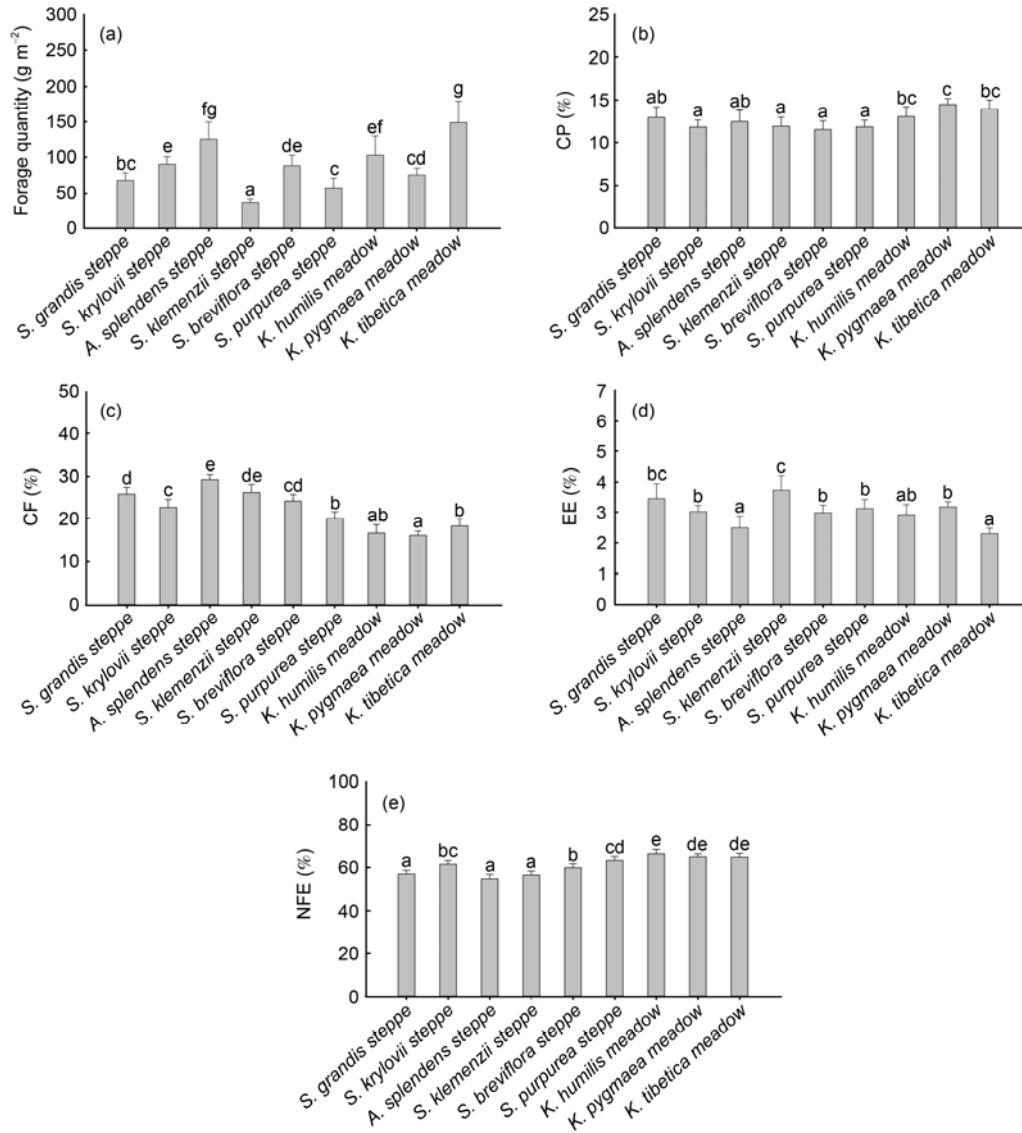 (a)
Forage quantity (g m⁻²)
300
250
200
150
100
50
0
bc
e
fg
a
de
c
ef
cd
g
S. grandis steppe
S. krylovii steppe
A. splendens steppe
S. klemenzii steppe
S. breviflora steppe
S. purpurea steppe
K. humilis meadow
K. pygmaea meadow
K. tibetica meadow
(b)
CP (%)
25
20
15
10
5
0
ab
a
ab
a
a
a
bc
c
bc
S. grandis steppe
S. krylovii steppe
A. splendens steppe
S. klemenzii steppe
S. breviflora steppe
S. purpurea steppe
K. humilis meadow
K. pygmaea meadow
K. tibetica meadow
(c)
CF (%)
50
40
30
20
10
0
d
c
e
de
cd
b
ab
a
b
S. grandis steppe
S. krylovii steppe
A. splendens steppe
S. klemenzii steppe
S. breviflora steppe
S. purpurea steppe
K. humilis meadow
K. pygmaea meadow
K. tibetica meadow
(d)
EE (%)
7
6
5
4
3
2
1
0
bc
b
a
c
b
b
ab
b
a
S. grandis steppe
S. krylovii steppe
A. splendens steppe
S. klemenzii steppe
S. breviflora steppe
S. purpurea steppe
K. humilis meadow
K. pygmaea meadow
K. tibetica meadow
(e)
NFE (%)
100
80
60
40
20
0
a
bc
a
a
b
cd
e
de
de
S. grandis steppe
S. krylovii steppe
A. splendens steppe
S. klemenzii steppe
S. breviflora steppe
S. purpurea steppe
K. humilis meadow
K. pygmaea meadow
K. tibetica meadow